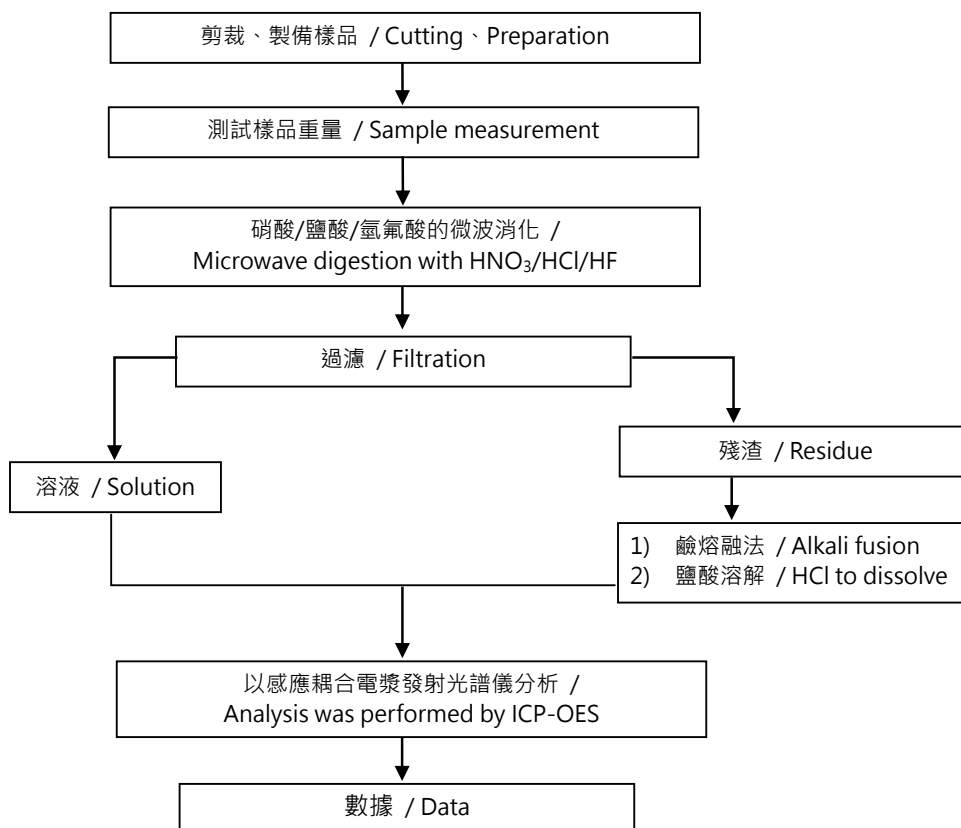 剪裁、製備樣品 / Cutting、Preparation
測試樣品重量 / Sample measurement
硝酸/鹽酸/氫氟酸的微波消化 /
Microwave digestion with HNO₃/HCl/HF
過濾 / Filtration
溶液 / Solution
殘渣 / Residue
1) 鹼熔融法 / Alkali fusion
2) 鹽酸溶解 / HCl to dissolve
以感應耦合電漿發射光譜儀分析 /
Analysis was performed by ICP-OES
數據 / Data